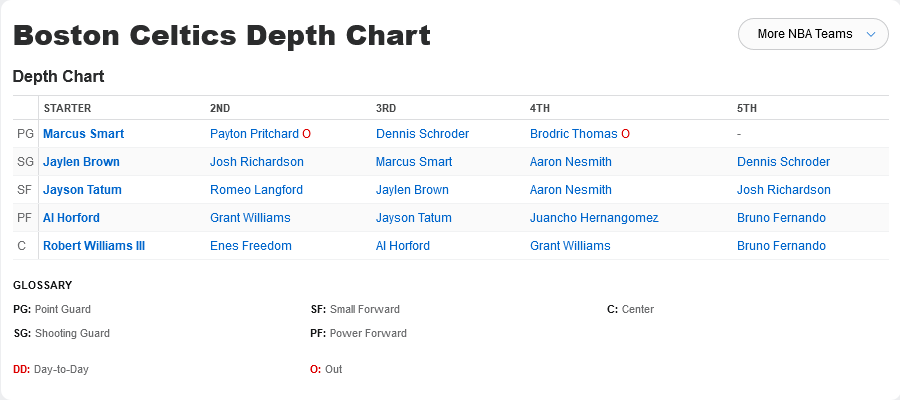 Boston Celtics Depth Chart
More NBA Teams
Depth Chart
STARTER 2ND 3RD 4TH 5TH
PG Marcus Smart Payton Pritchard O Dennis Schroder Brodric Thomas O -
SG Jaylen Brown Josh Richardson Marcus Smart Aaron Nesmith Dennis Schroder
SF Jayson Tatum Romeo Langford Jaylen Brown Aaron Nesmith Josh Richardson
PF Al Horford Grant Williams Jayson Tatum Juancho Hernangomez Bruno Fernando
C Robert Williams III Enes Freedom Al Horford Grant Williams Bruno Fernando
GLOSSARY
PG: Point Guard SF: Small Forward C: Center
SG: Shooting Guard PF: Power Forward
DD: Day-to-Day O: Out